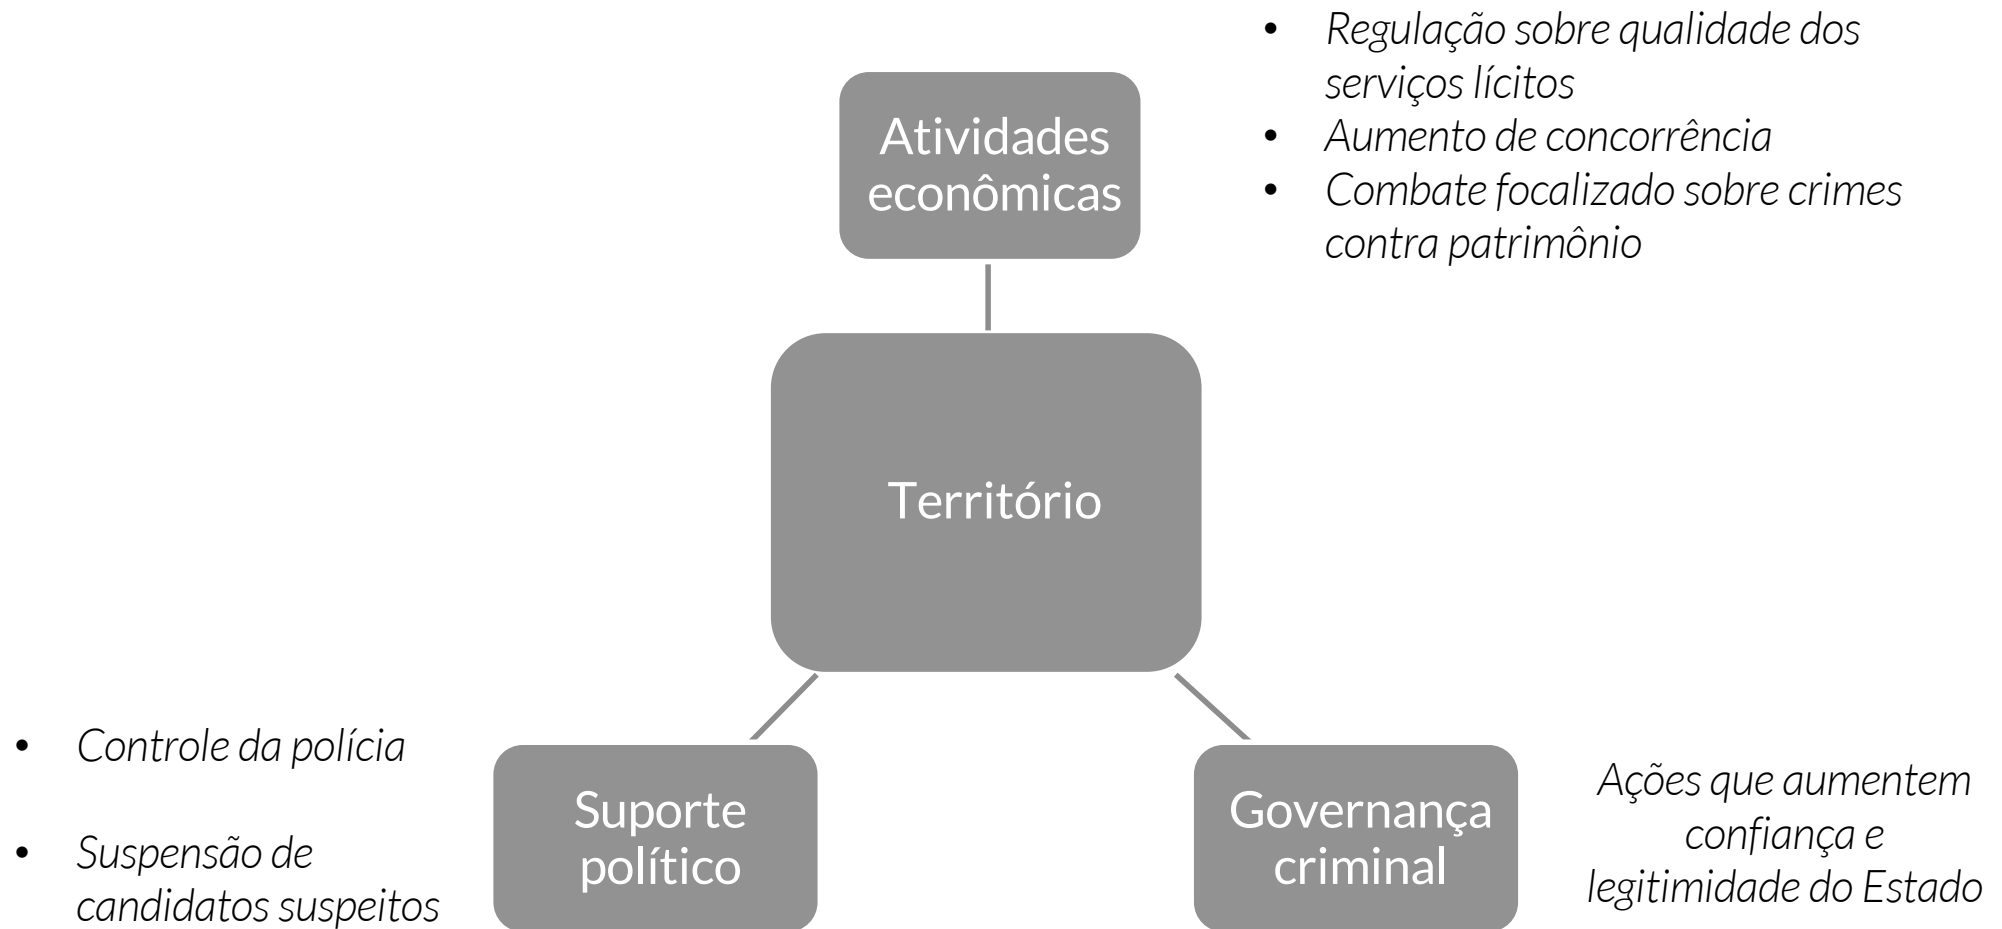 • Regulação sobre qualidade dos
serviços lícitos
• Aumento de concorrência
• Combate focalizado sobre crimes
contra patrimônio
Atividades
econômicas
Território
• Controle da polícia
• Suspensão de
candidatos suspeitos
Suporte
político
Governança
criminal
Ações que aumentem
confiança e
legitimidade do Estado